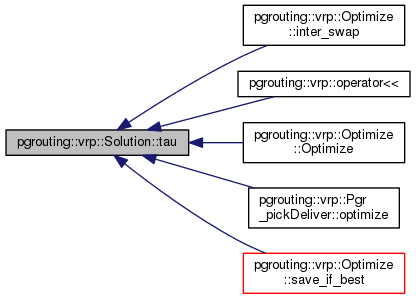 pgrouting::vrp::Optimize
::inter_swap
pgrouting::vrp::operator<<
pgrouting::vrp::Solution::tau
pgrouting::vrp::Optimize
::Optimize
pgrouting::vrp::Pgr
_pickDeliver::optimize
pgrouting::vrp::Optimize
::save_if_best